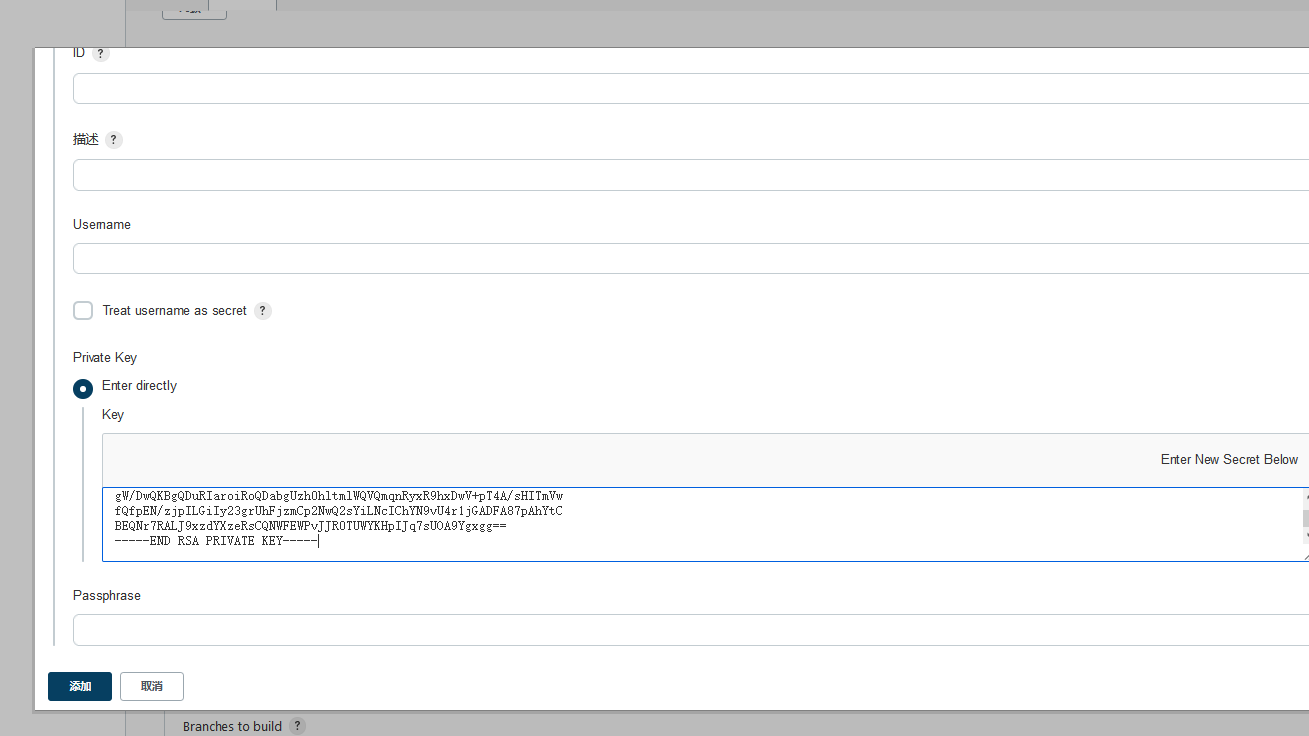 ID ?
描述 ?
Username
Treat username as secret ?
Private Key
Enter directly
Key
Enter New Secret Below
gW/DwQKBgQDuRIaroiRoQDabgUzh0hltmlWQVQmqnRyxR9hxDwV+pT4A/sHITmVw
fQfpEN/zjpILGiIy23grUhFjzmCp2NwQ2sYiLNcIChYN9vU4r1jGADFA87pAhYtC
BEQNr7RALJ9xzdYXzeRsCQNWFEWPvJJR0TUWYKHpIJq7sUOA9Ygxgg==
-----END RSA PRIVATE KEY-----
Passphrase
添加 取消
Branches to build ?